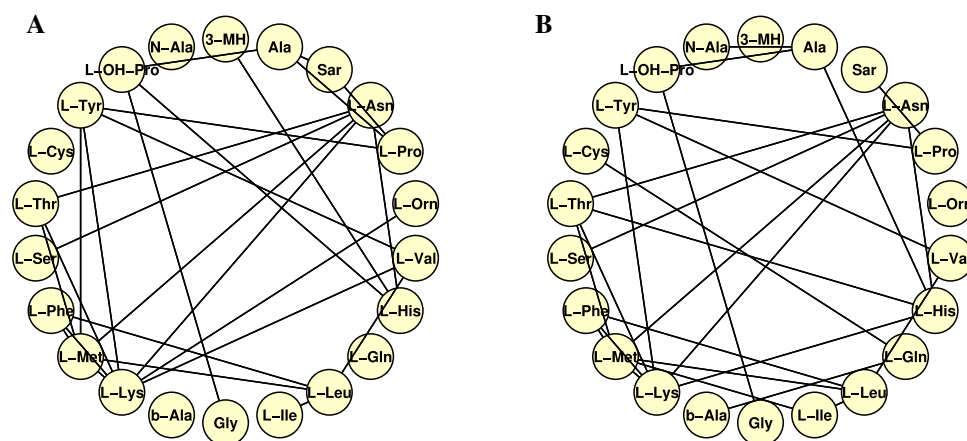 A
N-Ala
3-MH
Ala
L-OH-Pro
Sar
L-Tyr
L-Asn
L-Cys
L-Pro
L-Thr
L-Orn
L-Ser
L-Val
L-Phe
L-His
L-Met
L-Gln
L-Lys
L-Leu
b-Ala
Gly
L-Ile
B
N-Ala
3-MH
Ala
L-OH-Pro
Sar
L-Tyr
L-Asn
L-Cys
L-Pro
L-Thr
L-Orn
L-Ser
L-Val
L-Phe
L-His
L-Met
L-Gln
L-Lys
L-Leu
b-Ala
Gly
L-Ile